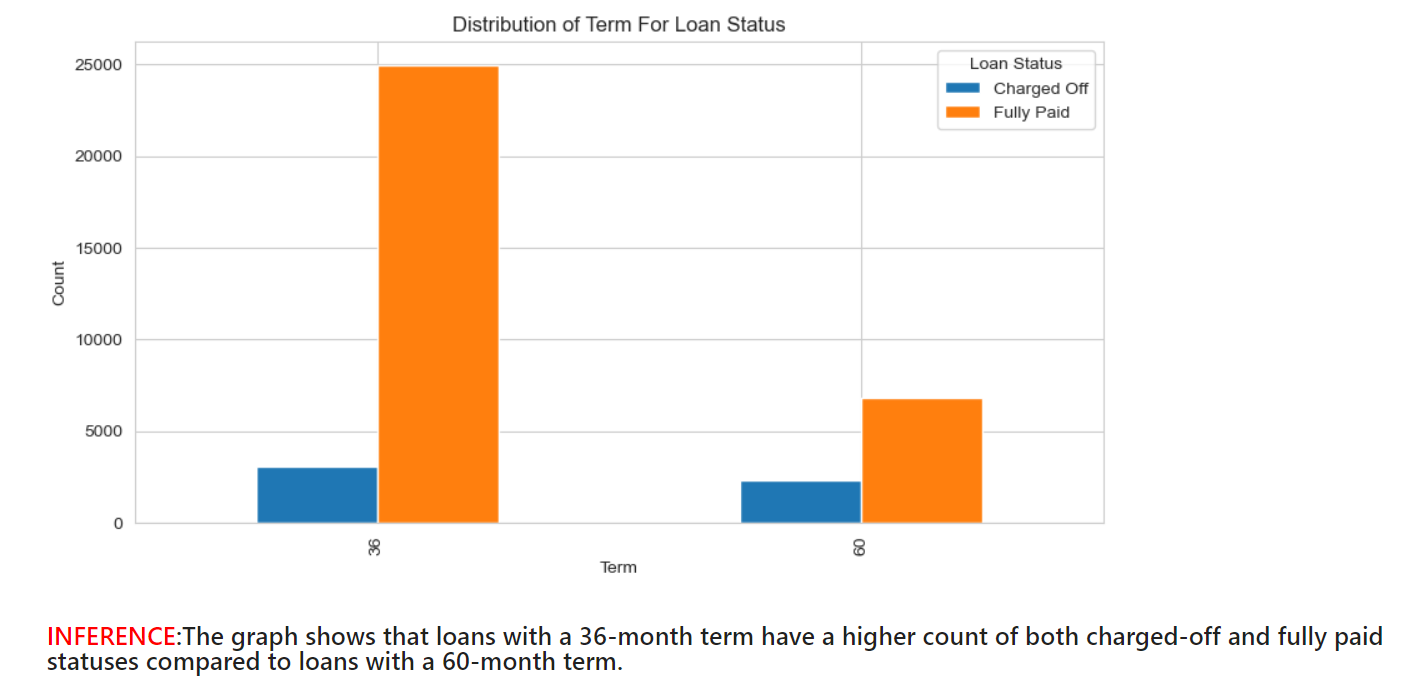 Distribution of Term For Loan Status
25000
20000
15000
10000
5000
0
Count
Loan Status
Charged Off
Fully Paid
36
60
Term
INFERENCE:The graph shows that loans with a 36-month term have a higher count of both charged-off and fully paid
statuses compared to loans with a 60-month term.